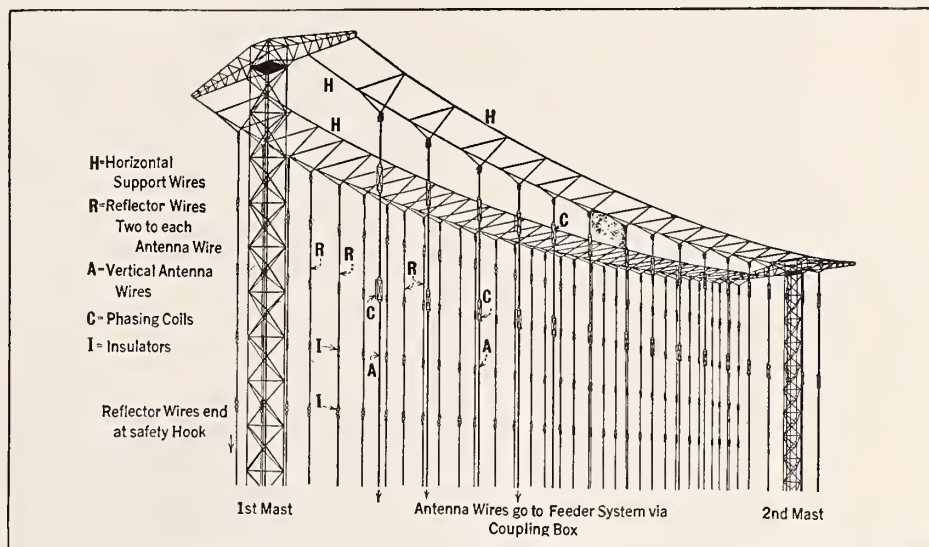 H
H
H
H=Horizontal
Support Wires
R=Reflector Wires
Two to each
Antenna Wire
A=Vertical Antenna
Wires
C=Phasing Coils
I=Insulators
Reflector Wires end
at safety Hook
C
R
R
R
C
C
I
A
A
I
1st Mast
Antenna Wires go to Feeder System via
Coupling Box
2nd Mast